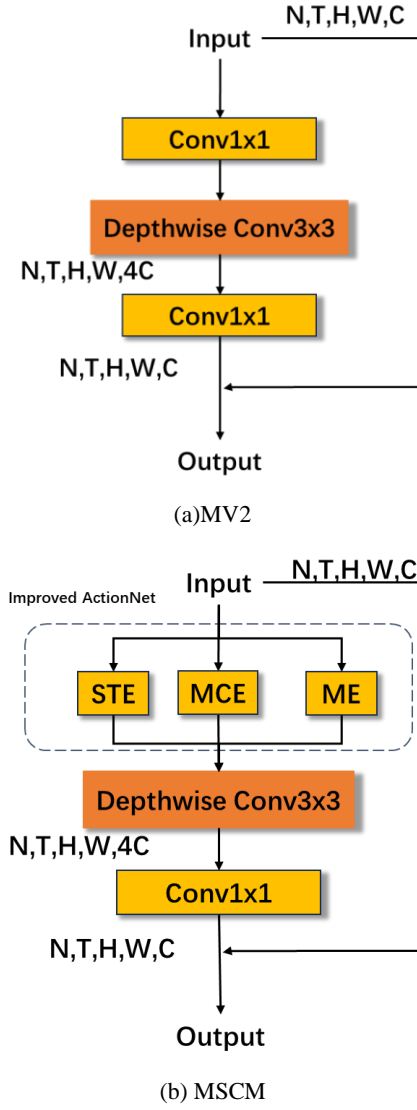 N,T,H,W,C
Input
Conv1x1
Depthwise Conv3x3
N,T,H,W,4C
Conv1x1
N,T,H,W,C
Output
(a)MV2
Input N,T,H,W,C
Improved ActionNet
STE MCE ME
Depthwise Conv3x3
N,T,H,W,4C
Conv1x1
N,T,H,W,C
Output
(b) MSCM